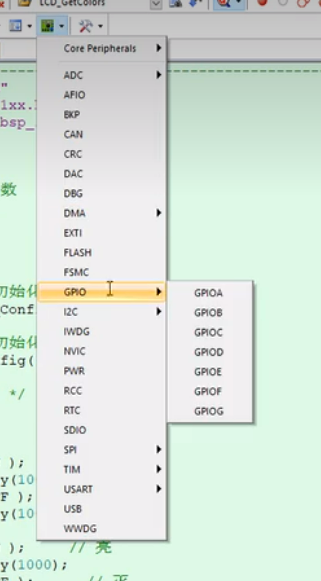 LCD_GetColors
Core Peripherals
ADC
"
AFIO
1xx.
BKP
bsp_
CAN
CRC
DAC
数
DBG
DMA
EXTI
FLASH
FSMC
初始化
GPIO
GPIOA
Conf
I2C
GPIOB
IWDG
GPIOC
初始化
NVIC
GPIOD
fig(
PWR
GPIOE
*/
RCC
GPIOF
RTC
GPIOG
SDIO
SPI
);
TIM
y(10
USART
F );
y(10
USB
WWDG
); // 亮
y(1000);
F ); //